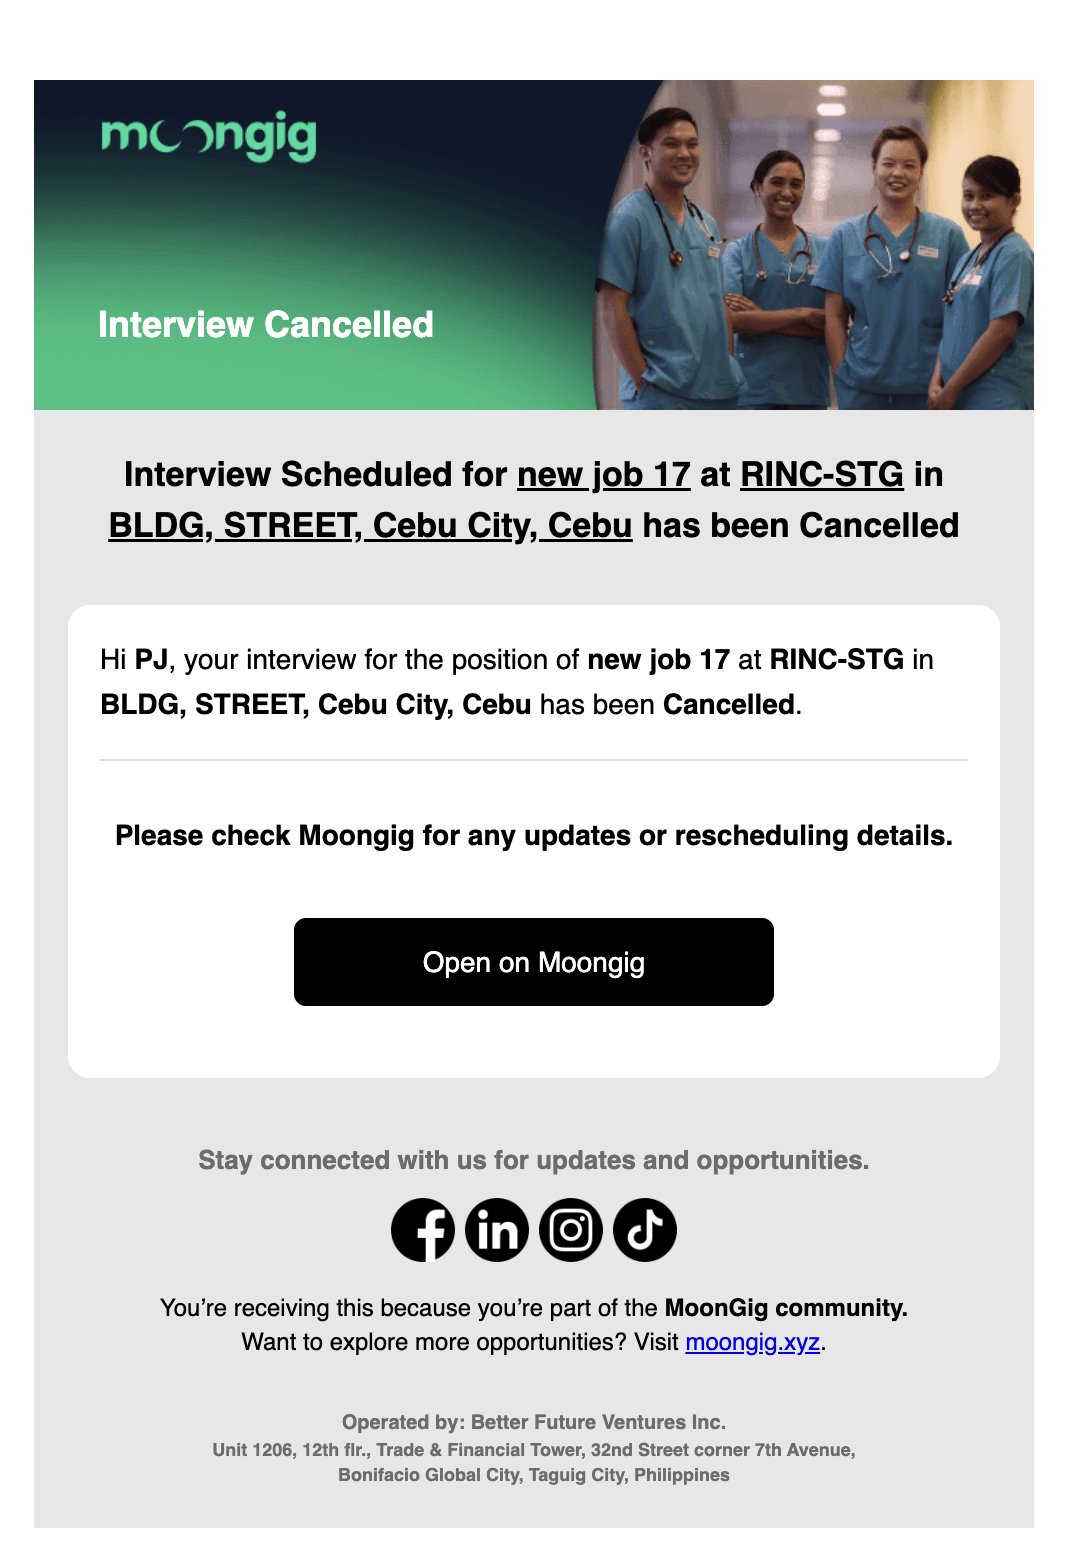 moongig
Interview Cancelled
Interview Scheduled for new job 17 at RINC-STG in
BLDG, STREET, Cebu City, Cebu has been Cancelled
Hi PJ, your interview for the position of new job 17 at RINC-STG in
BLDG, STREET, Cebu City, Cebu has been Cancelled.
Please check Moongig for any updates or rescheduling details.
Open on Moongig
Stay connected with us for updates and opportunities.
You’re receiving this because you’re part of the MoonGig community.
Want to explore more opportunities? Visit moongig.xyz.
Operated by: Better Future Ventures Inc.
Unit 1206, 12th flr., Trade & Financial Tower, 32nd Street corner 7th Avenue,
Bonifacio Global City, Taguig City, Philippines